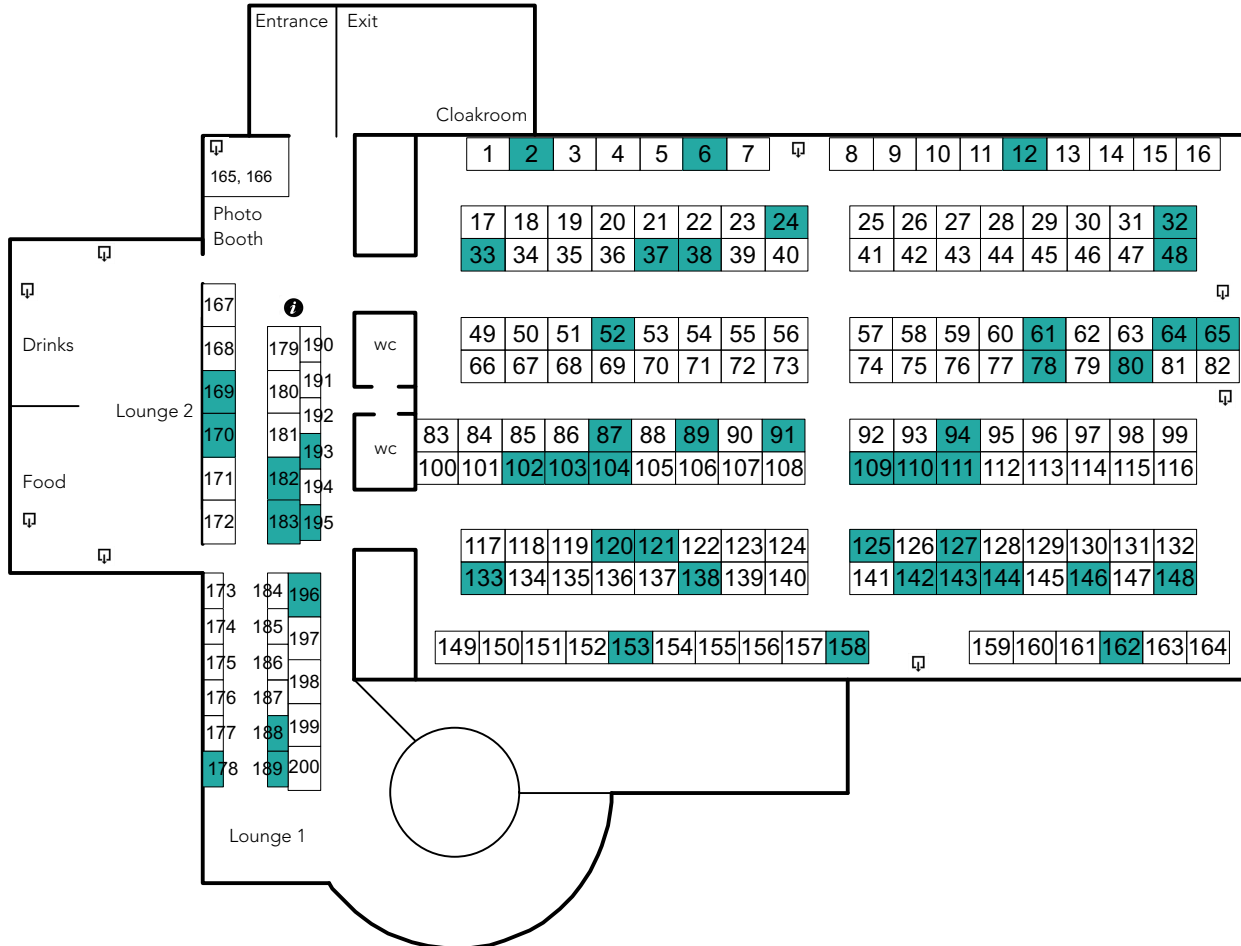 Entrance Exit
Cloakroom
1 2 3 4 5 6 7 8 9 10 11 12 13 14 15 16
165, 166
Photo
Booth
17 18 19 20 21 22 23 24 25 26 27 28 29 30 31 32
33 34 35 36 37 38 39 40 41 42 43 44 45 46 47 48
i
49 50 51 52 53 54 55 56 57 58 59 60 61 62 63 64 65
66 67 68 69 70 71 72 73 74 75 76 77 78 79 80 81 82
83 84 85 86 87 88 89 90 91 92 93 94 95 96 97 98 99
100 101 102 103 104 105 106 107 108 109 110 111 112 113 114 115 116
117 118 119 120 121 122 123 124 125 126 127 128 129 130 131 132
133 134 135 136 137 138 139 140 141 142 143 144 145 146 147 148
149 150 151 152 153 154 155 156 157 158 159 160 161 162 163 164
wc
wc
Drinks
Lounge 2
Food
167
168
169
170
171
172
173
174
175
176
177
178
179
180
181
182
183
184
185
186
187
188
189
190
191
192
193
194
195
196
197
198
199
200
Lounge 1